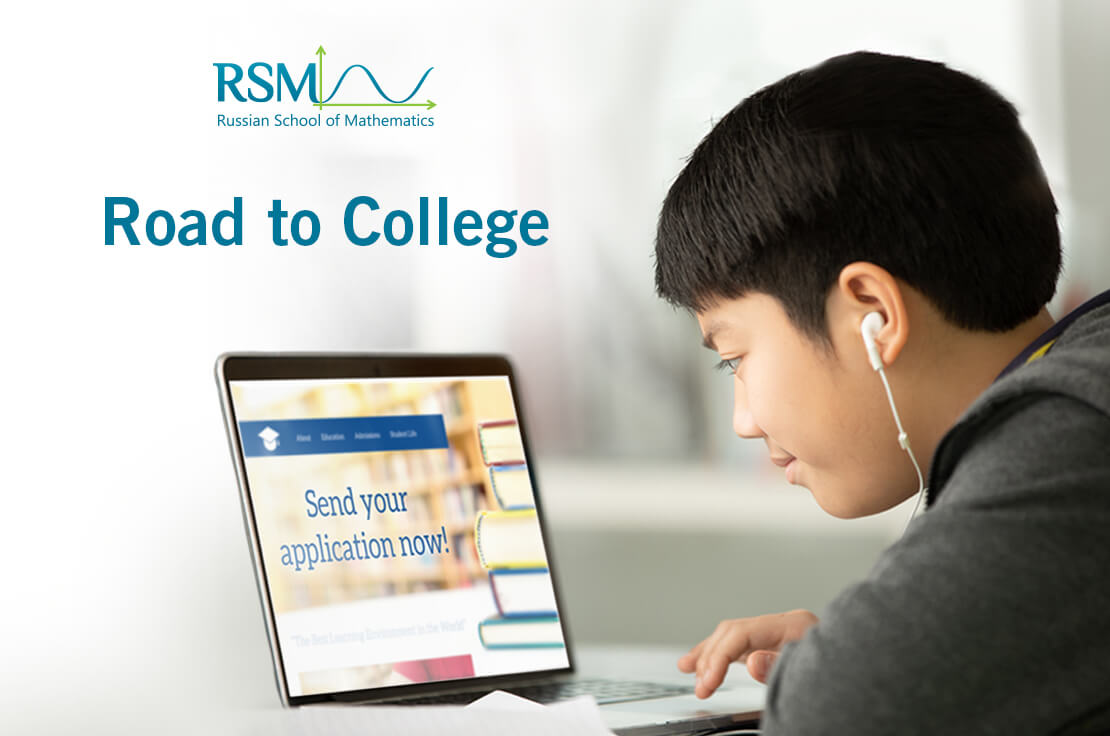 RSM
Russian School of Mathematics
Road to College
About Education Admissions Student Life
Send your
application now!
"The Best Learning Environment in the World"